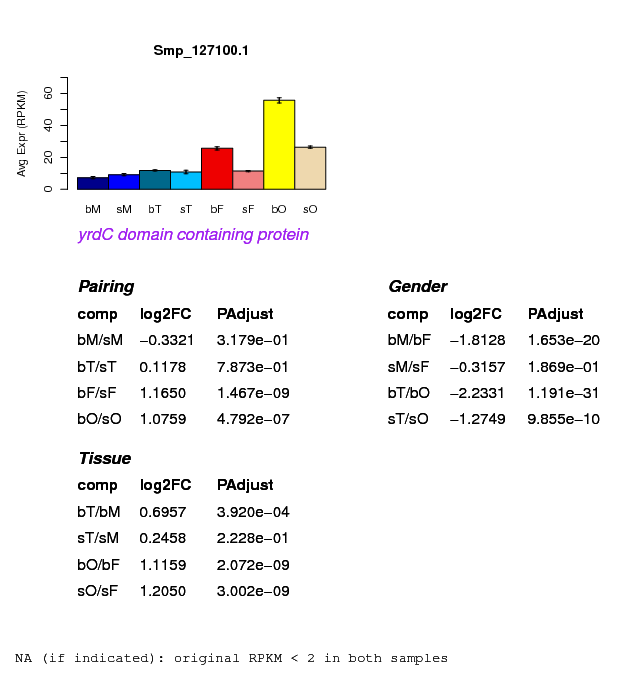 Smp_127100.1
Avg Expr (RPKM)
60
40
20
0
bM sM bT sT bF sF bO sO
yrdC domain containing protein
Pairing
comp log2FC PAdjust
bM/sM −0.3321 3.179e−01
bT/sT 0.1178 7.873e−01
bF/sF 1.1650 1.467e−09
bO/sO 1.0759 4.792e−07
Gender
comp log2FC PAdjust
bM/bF −1.8128 1.653e−20
sM/sF −0.3157 1.869e−01
bT/bO −2.2331 1.191e−31
sT/sO −1.2749 9.855e−10
Tissue
comp log2FC PAdjust
bT/bM 0.6957 3.920e−04
sT/sM 0.2458 2.228e−01
bO/bF 1.1159 2.072e−09
sO/sF 1.2050 3.002e−09
NA (if indicated): original RPKM < 2 in both samples